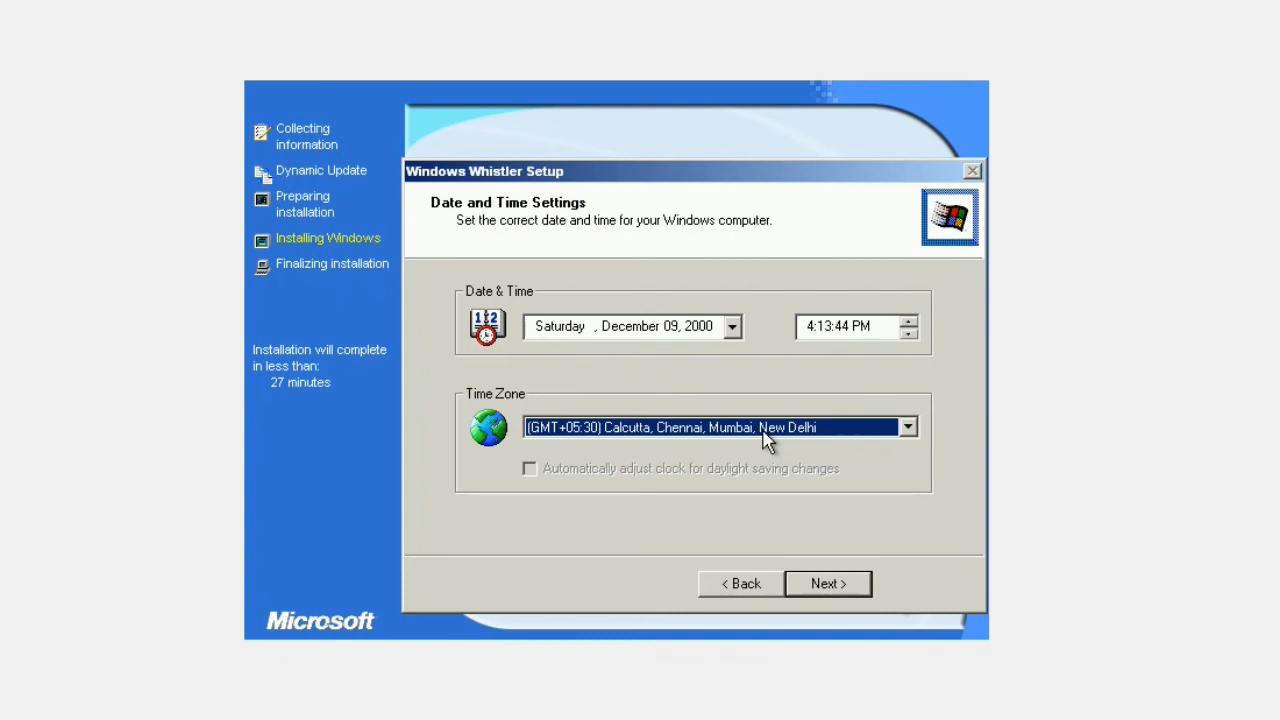 Collecting
information
Dynamic Update
Preparing
installation
Installing Windows
Finalizing installation
Installation will complete
in less than:
27 minutes
Microsoft
Windows Whistler Setup
Date and Time Settings
Set the correct date and time for your Windows computer.
Date & Time
12
Saturday , December 09, 2000
4:13:44 PM
Time Zone
(GMT+05:30) Calcutta, Chennai, Mumbai, New Delhi
Automatically adjust clock for daylight saving changes
< Back
Next >